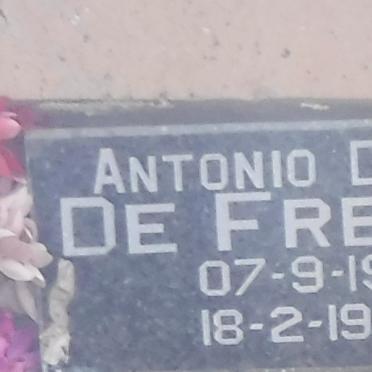 ANTONIO D
DE FRE
07-9-19
18-2-19